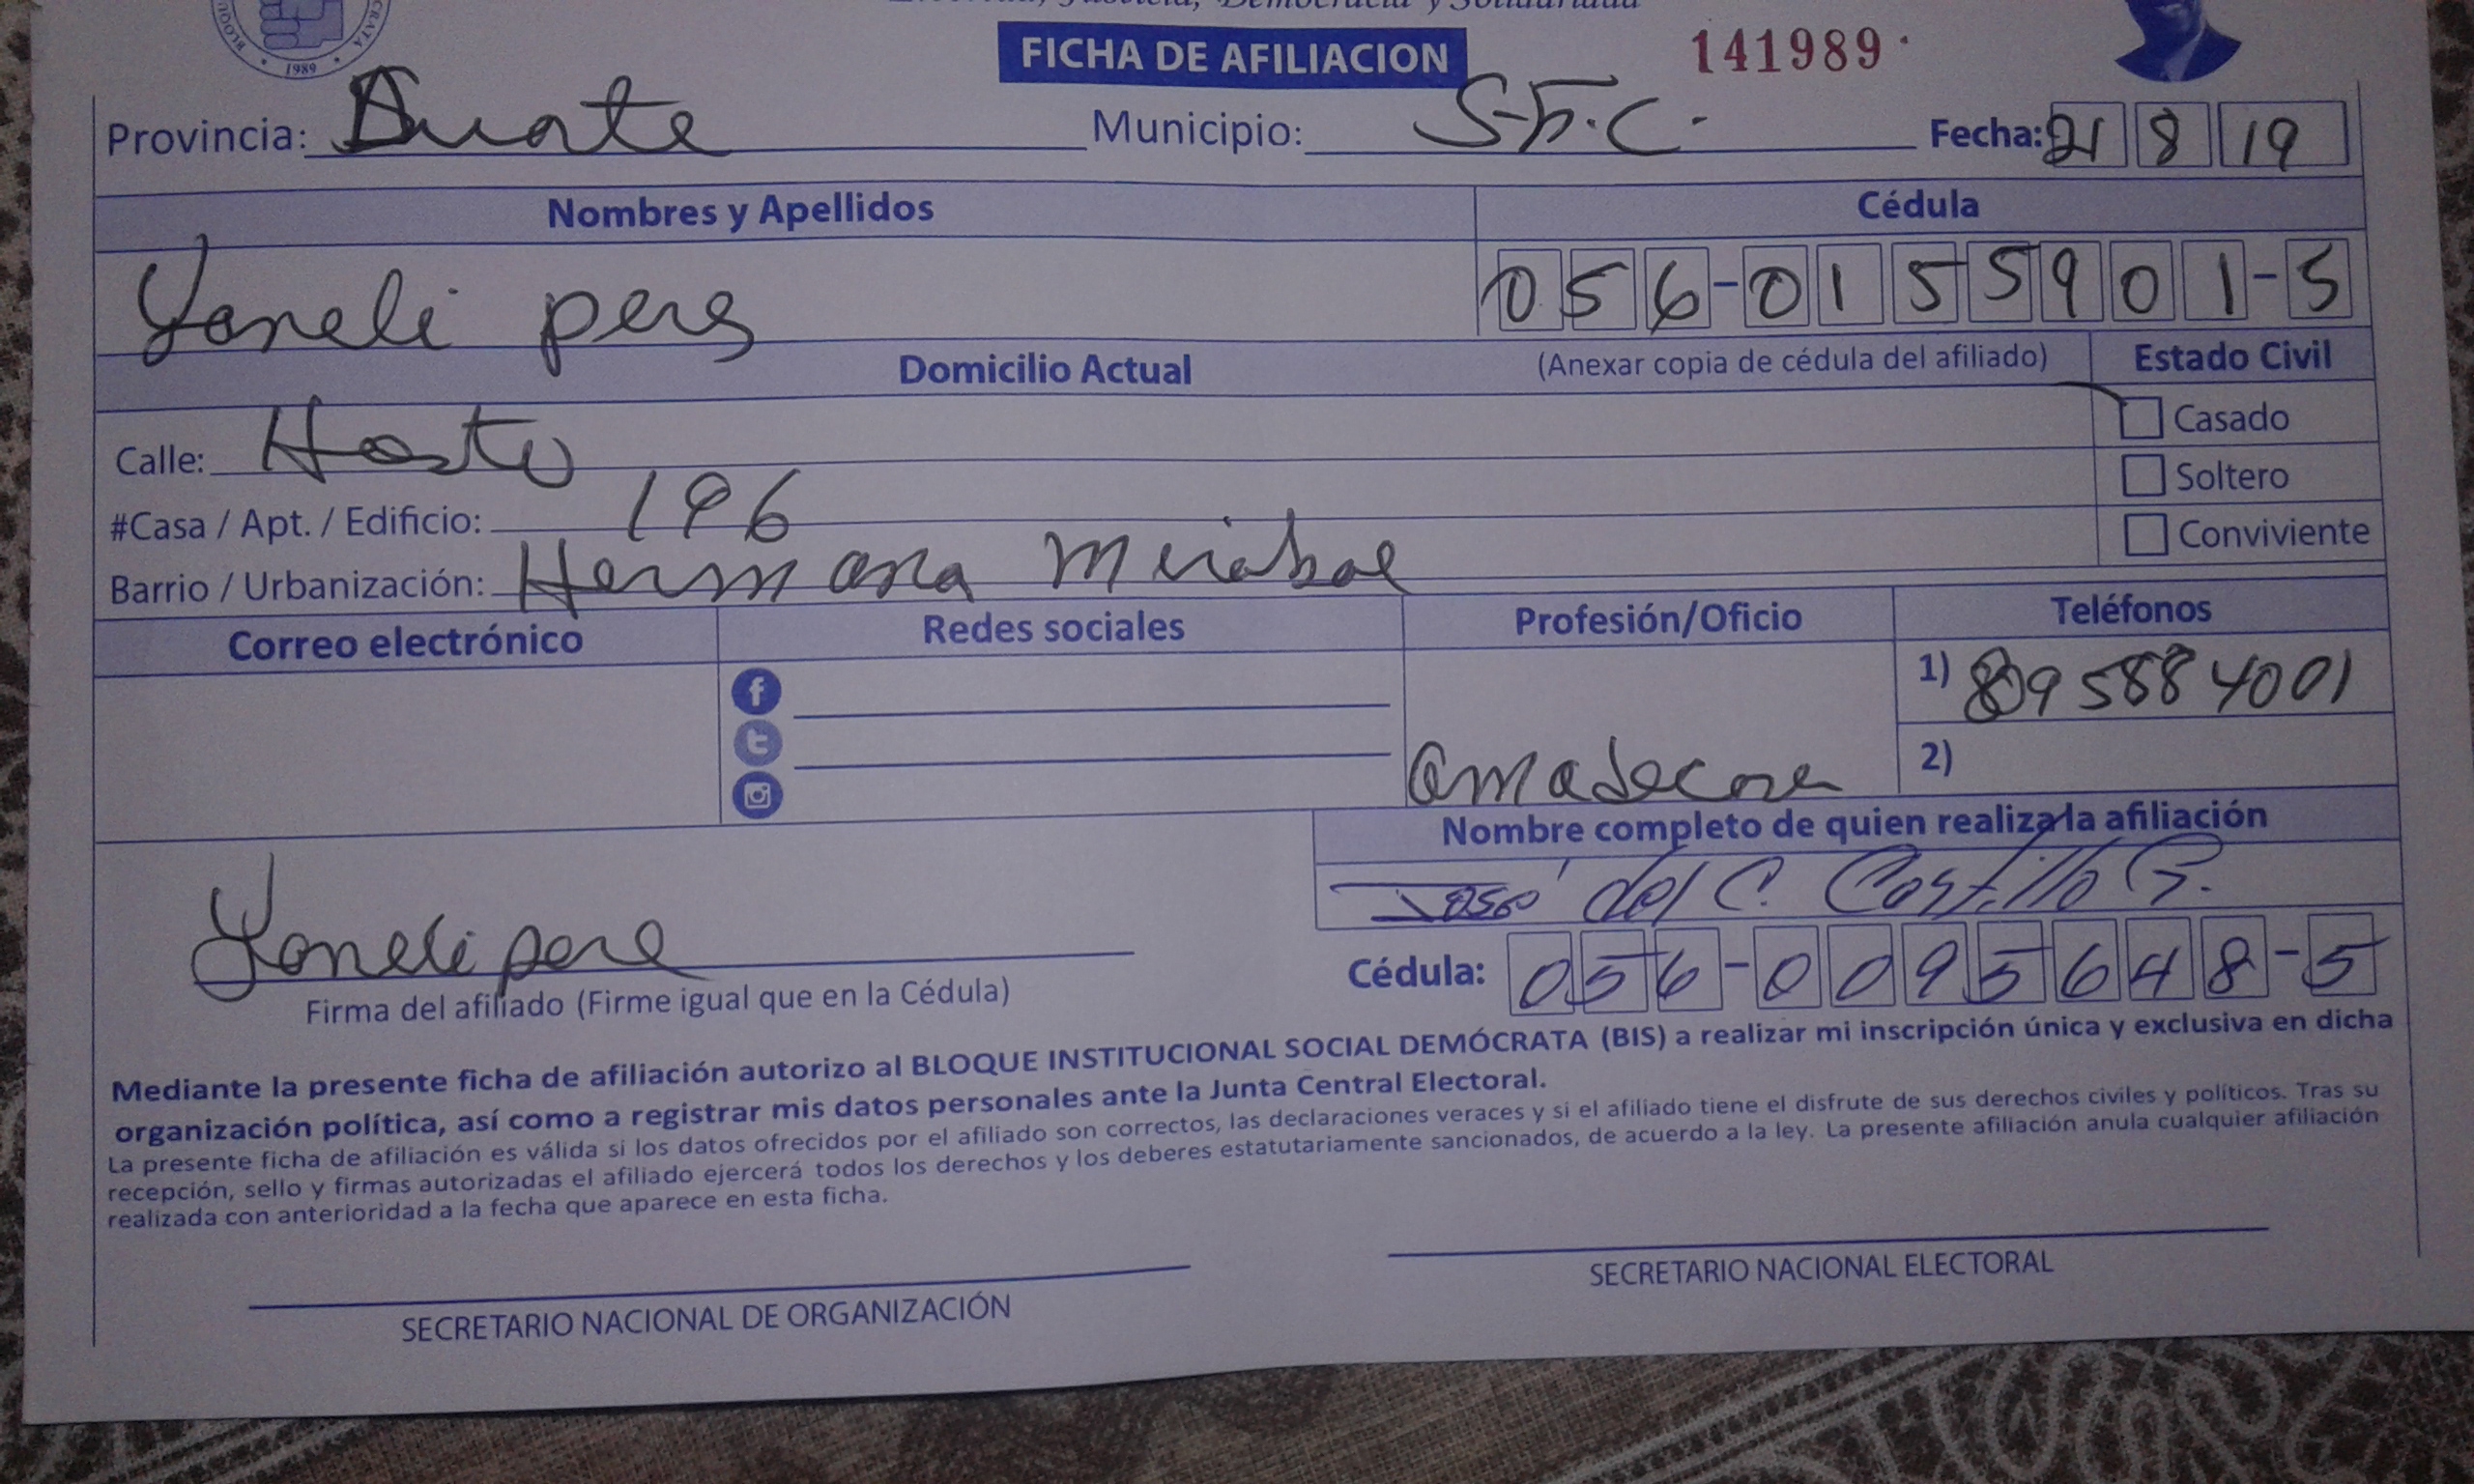 FICHA DE AFILIACION
141989
BLOQUE
CRATA
1989
Provincia: Duarte Municipio: S.F.C. Fecha: 21 8 19
Nombres y Apellidos Cédula
Yaneli pers 056-0155901-5
Domicilio Actual (Anexar copia de cédula del afiliado) Estado Civil
Calle: Hosto Casado
#Casa / Apt. / Edificio: 196 Soltero
Barrio / Urbanización: Hermana Mirabal Conviviente
Correo electrónico Redes sociales Profesión/Oficio Teléfonos
1) 8095884001
amadecasa 2)
Nombre completo de quien realiza la afiliación
José del C. Castillo G.
Yaneli pere
Cédula: 056-0095648-5
Firma del afiliado (Firme igual que en la Cédula)
Mediante la presente ficha de afiliación autorizo al BLOQUE INSTITUCIONAL SOCIAL DEMÓCRATA (BIS) a realizar mi inscripción única y exclusiva en dicha
organización política, así como a registrar mis datos personales ante la Junta Central Electoral.
La presente ficha de afiliación es válida si los datos ofrecidos por el afiliado son correctos, las declaraciones veraces y si el afiliado tiene el disfrute de sus derechos civiles y políticos. Tras su
recepción, sello y firmas autorizadas el afiliado ejercerá todos los derechos y los deberes estatutariamente sancionados, de acuerdo a la ley. La presente afiliación anula cualquier afiliación
realizada con anterioridad a la fecha que aparece en esta ficha.
SECRETARIO NACIONAL DE ORGANIZACIÓN
SECRETARIO NACIONAL ELECTORAL